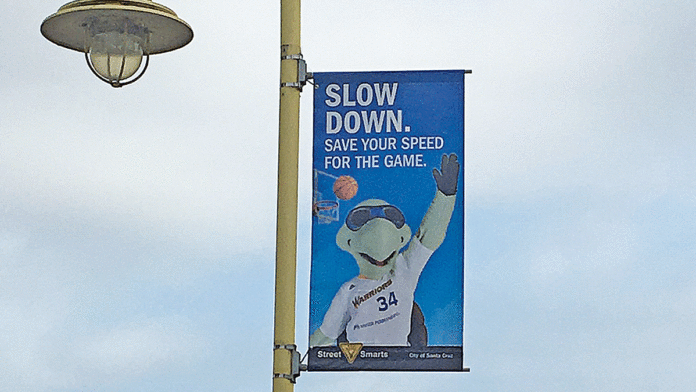 SLOW
DOWN.
SAVE YOUR SPEED
FOR THE GAME.
WARRIORS
34
Street Smarts
City of Santa Cruz